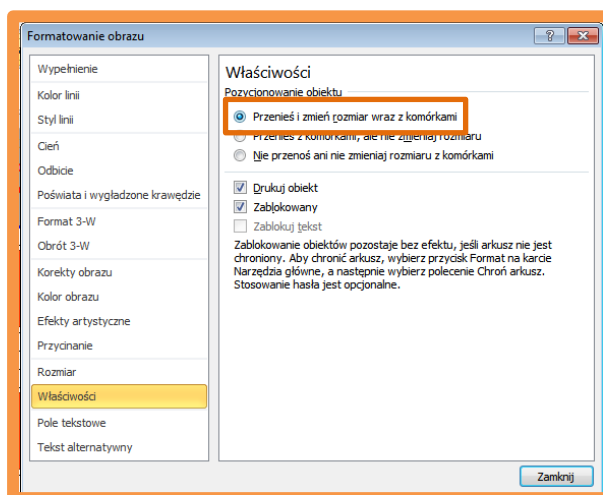 Formatowanie obrazu
Wypełnienie
Kolor linii
Styl linii
Cień
Odbicie
Poświata i wygładzone krawędzie
Format 3-W
Obrót 3-W
Korekty obrazu
Kolor obrazu
Efekty artystyczne
Przycinanie
Rozmiar
Właściwości
Pole tekstowe
Tekst alternatywny
Właściwości
Pozycjonowanie obiektu
Przenieś i zmień rozmiar wraz z komórkami
Przenieś z komórkami, ale nie zmieniaj rozmiaru
Nie przenoś ani nie zmieniaj rozmiaru z komórkami
Drukuj obiekt
Zablokowany
Zablokuj tekst
Zablokowanie obiektów pozostaje bez efektu, jeśli arkusz nie jest
chroniony. Aby chronić arkusz, wybierz przycisk Format na karcie
Narzędzia główne, a następnie wybierz polecenie Chroń arkusz.
Stosowanie hasła jest opcjonalne.
Zamknij